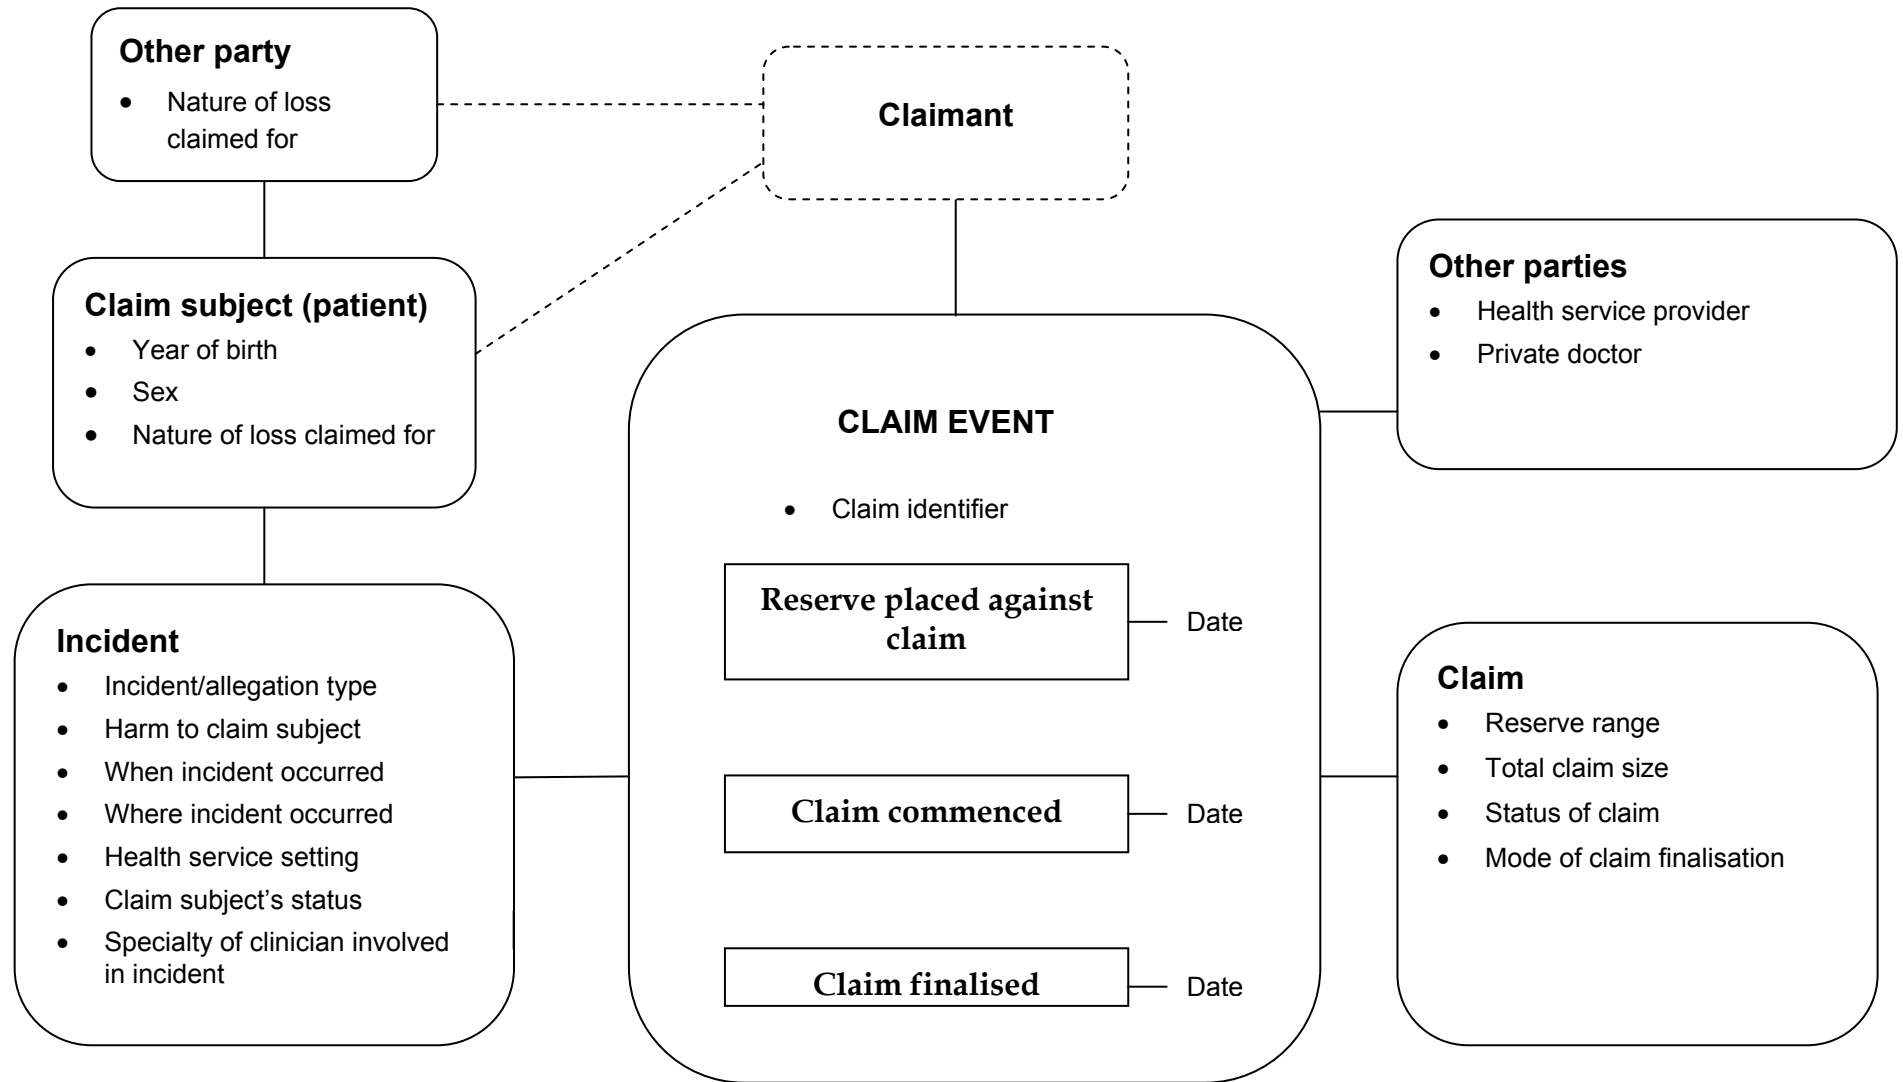 Other party
• Nature of loss
claimed for
Claimant
Claim subject (patient)
• Year of birth
• Sex
• Nature of loss claimed for
Other parties
• Health service provider
• Private doctor
CLAIM EVENT
• Claim identifier
Reserve placed against
claim
Date
Claim commenced
Date
Claim finalised
Date
Incident
• Incident/allegation type
• Harm to claim subject
• When incident occurred
• Where incident occurred
• Health service setting
• Claim subject’s status
• Specialty of clinician involved
in incident
Claim
• Reserve range
• Total claim size
• Status of claim
• Mode of claim finalisation